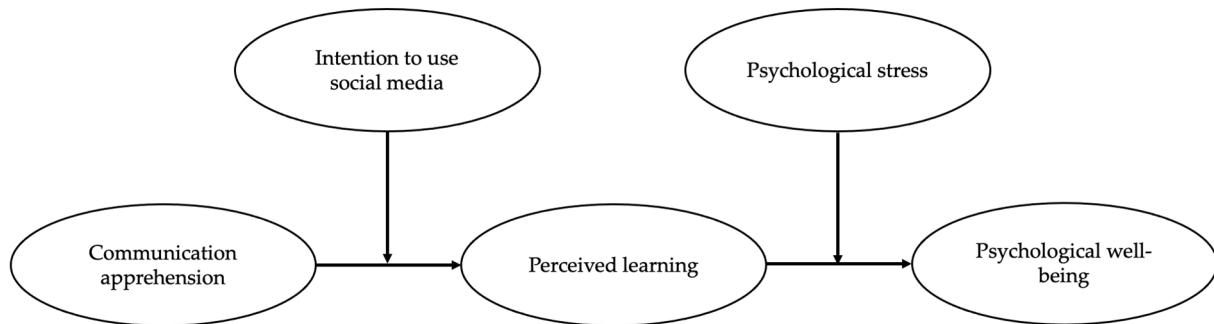 Intention to use
social media
Psychological stress
Communication
apprehension
Perceived learning
Psychological well-
being